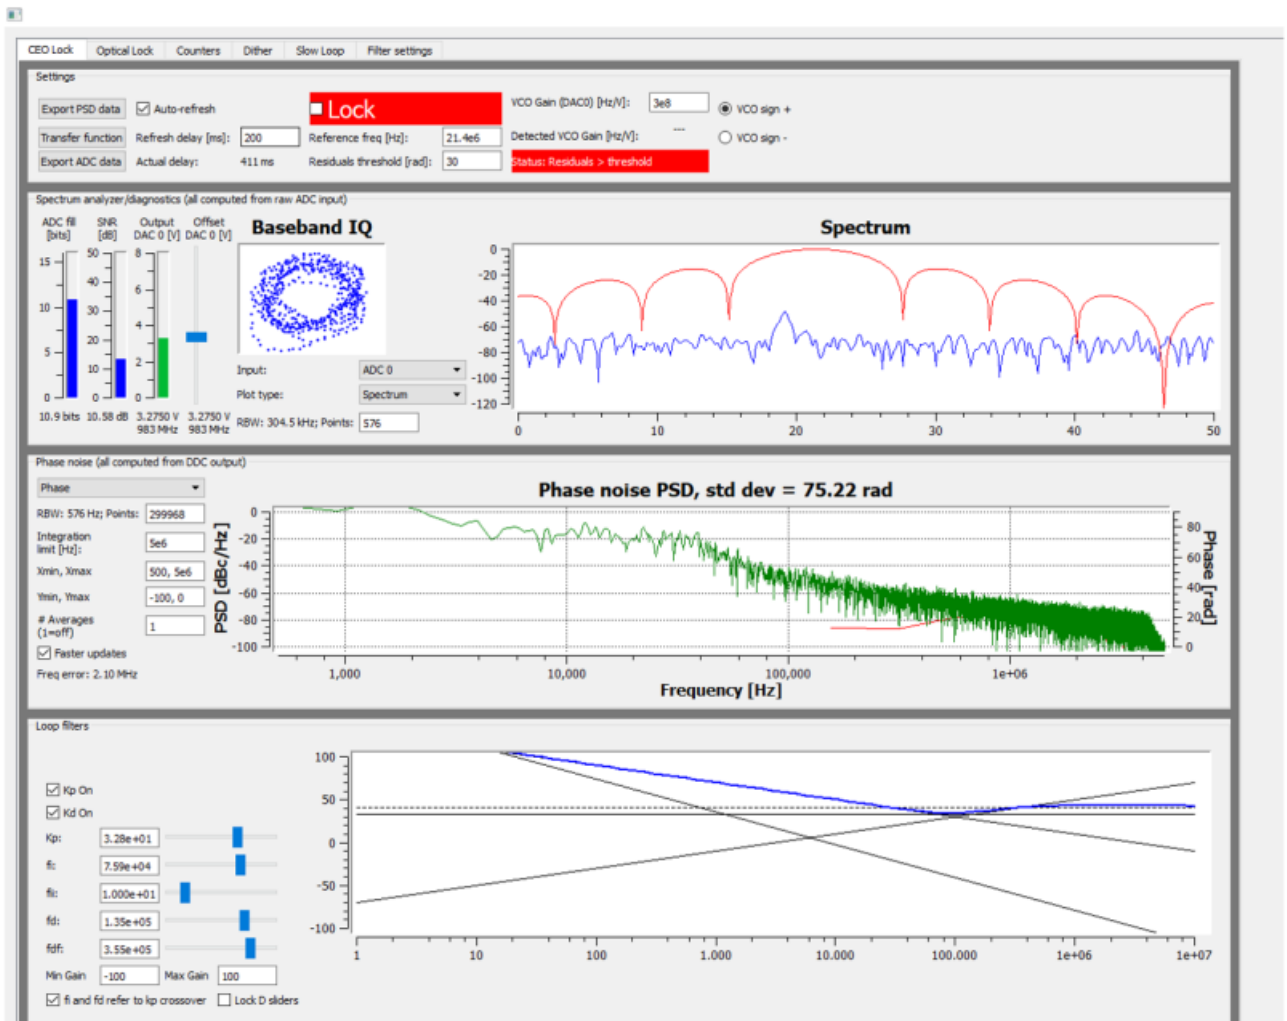 CEO Lock Optical Lock Counters Dither Slow Loop Filter settings
Settings
Export PSD data Auto-refresh Lock VCO Gain (DAC0) [Hz/V]: 3e8 VCO sign +
Transfer function Refresh delay [ms]: 200 Reference freq [Hz]: 21.4e6 Detected VCO Gain [Hz/V]: --- VCO sign -
Export ADC data Actual delay: 411 ms Residuals threshold [rad]: 30 Status: Residuals > threshold
Spectrum analyzer/diagnostics (all computed from raw ADC input)
ADC fill [bits]
SNR [dB]
Output DAC 0 [V]
Offset DAC 0 [V]
15
10
5
0
50
40
30
20
10
0
8
6
4
2
0
10.9 bits 10.58 dB 3.2750 V 3.2750 V
983 MHz 983 MHz
Baseband IQ
Input: ADC 0
Plot type: Spectrum
RBW: 304.5 kHz; Points: 576
Spectrum
0
-20
-40
-60
-80
-100
-120
0 10 20 30 40 50
Phase noise (all computed from DDC output)
Phase
RBW: 576 Hz; Points: 299968
Integration
limit [Hz]: 5e6
Xmin, Xmax 500, 5e6
Ymin, Ymax -100, 0
# Averages
(1=off) 1
Faster updates
Freq error: 2.10 MHz
Phase noise PSD, std dev = 75.22 rad
PSD [dBc/Hz]
0
-20
-40
-60
-80
-100
80
60
40
20
0
Phase [rad]
1,000 10,000 100,000 1e+06
Frequency [Hz]
Loop filters
Kp On
Kd On
Kp: 3.28e+01
fi: 7.59e+04
fii: 1.000e+01
fd: 1.35e+05
fdf: 3.55e+05
Min Gain -100 Max Gain 100
fi and fd refer to kp crossover Lock D sliders
100
50
0
-50
-100
1 10 100 1.000 10.000 100.000 1e+06 1e+07